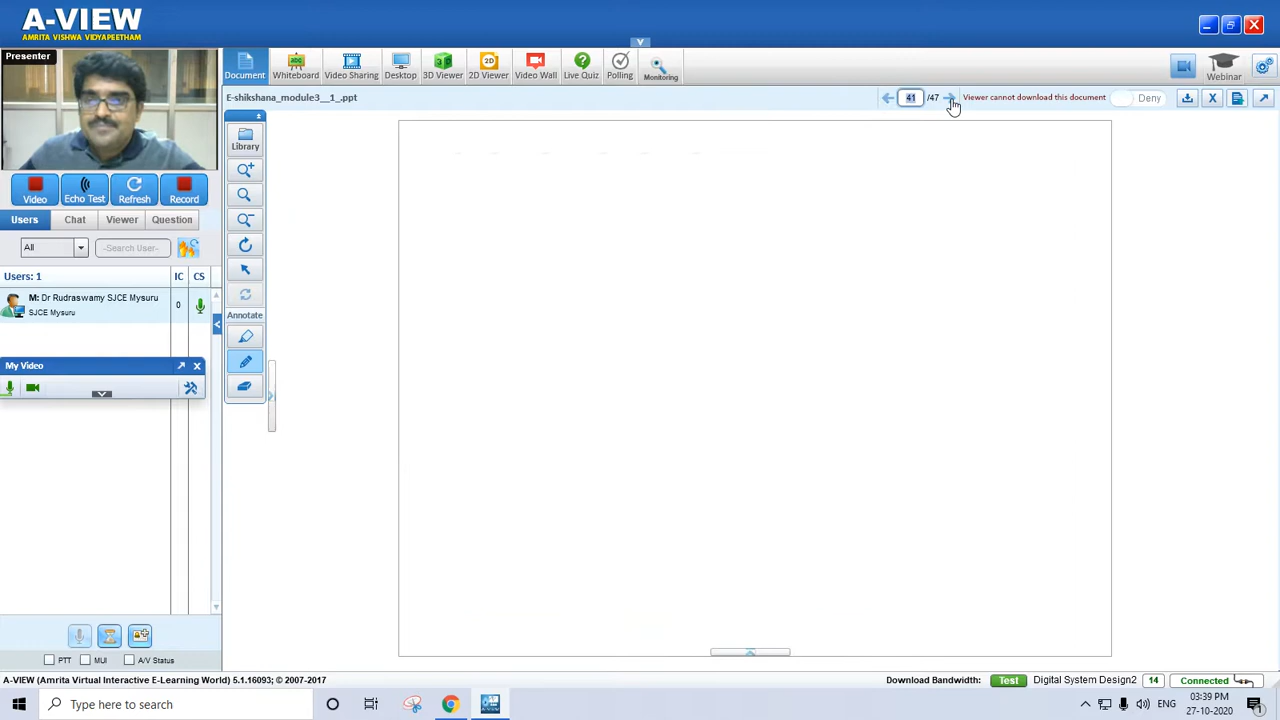 A-VIEW
AMRITA VISHWA VIDYAPEETHAM
Presenter
Document
Whiteboard
Video Sharing
Desktop
3D Viewer
2D Viewer
Video Wall
Live Quiz
Polling
Monitoring
Webinar
E-shikshana_module3__1_.ppt
41 /47
Viewer cannot download this document
Deny
Library
Video
Echo Test
Refresh
Record
Users
Chat
Viewer
Question
All
-Search User-
Users: 1
IC
CS
M: Dr Rudraswamy SJCE Mysuru
SJCE Mysuru
0
Annotate
My Video
PTT
MUI
A/V Status
A-VIEW (Amrita Virtual Interactive E-Learning World) 5.1.16093; © 2007-2017
Download Bandwidth:
Test
Digital System Design2
14
Connected
Type here to search
ENG
03:39 PM
27-10-2020